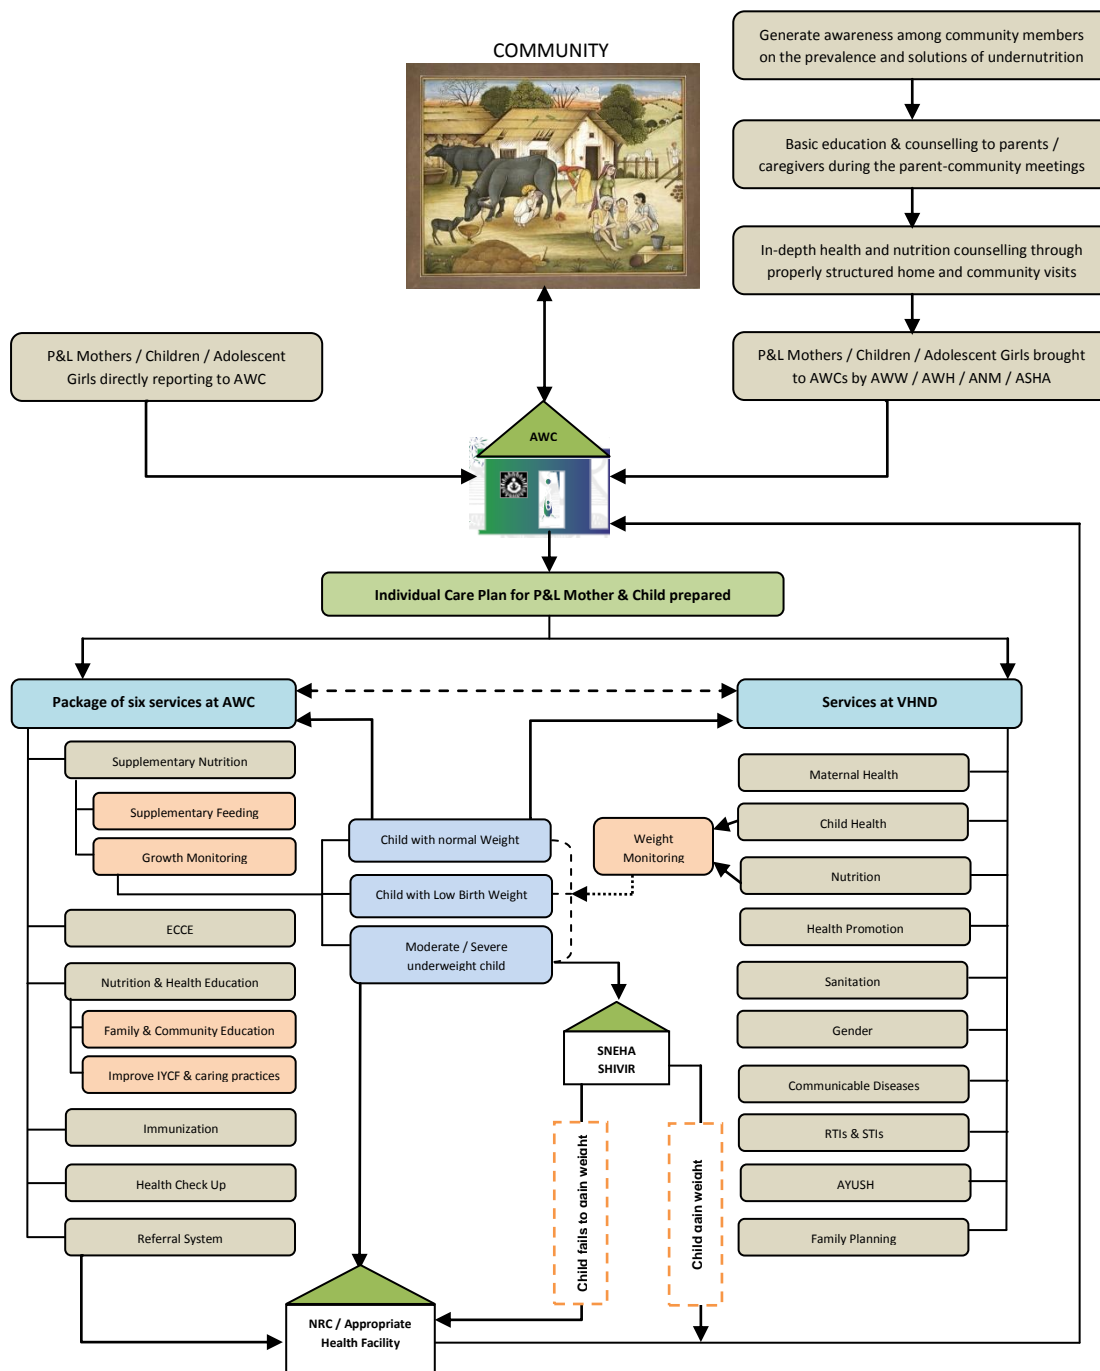 COMMUNITY
Generate awareness among community members
on the prevalence and solutions of undernutrition
Basic education & counselling to parents /
caregivers during the parent-community meetings
In-depth health and nutrition counselling through
properly structured home and community visits
P&L Mothers / Children / Adolescent
Girls directly reporting to AWC
P&L Mothers / Children / Adolescent Girls brought
to AWCs by AWW / AWH / ANM / ASHA
AWC
Individual Care Plan for P&L Mother & Child prepared
Package of six services at AWC
Services at VHND
Supplementary Nutrition
Supplementary Feeding
Growth Monitoring
ECCE
Nutrition & Health Education
Family & Community Education
Improve IYCF & caring practices
Immunization
Health Check Up
Referral System
Child with normal Weight
Child with Low Birth Weight
Moderate / Severe
underweight child
Weight
Monitoring
SNEHA
SHIVIR
Child fails to gain weight
Child gain weight
NRC / Appropriate
Health Facility
Maternal Health
Child Health
Nutrition
Health Promotion
Sanitation
Gender
Communicable Diseases
RTIs & STIs
AYUSH
Family Planning